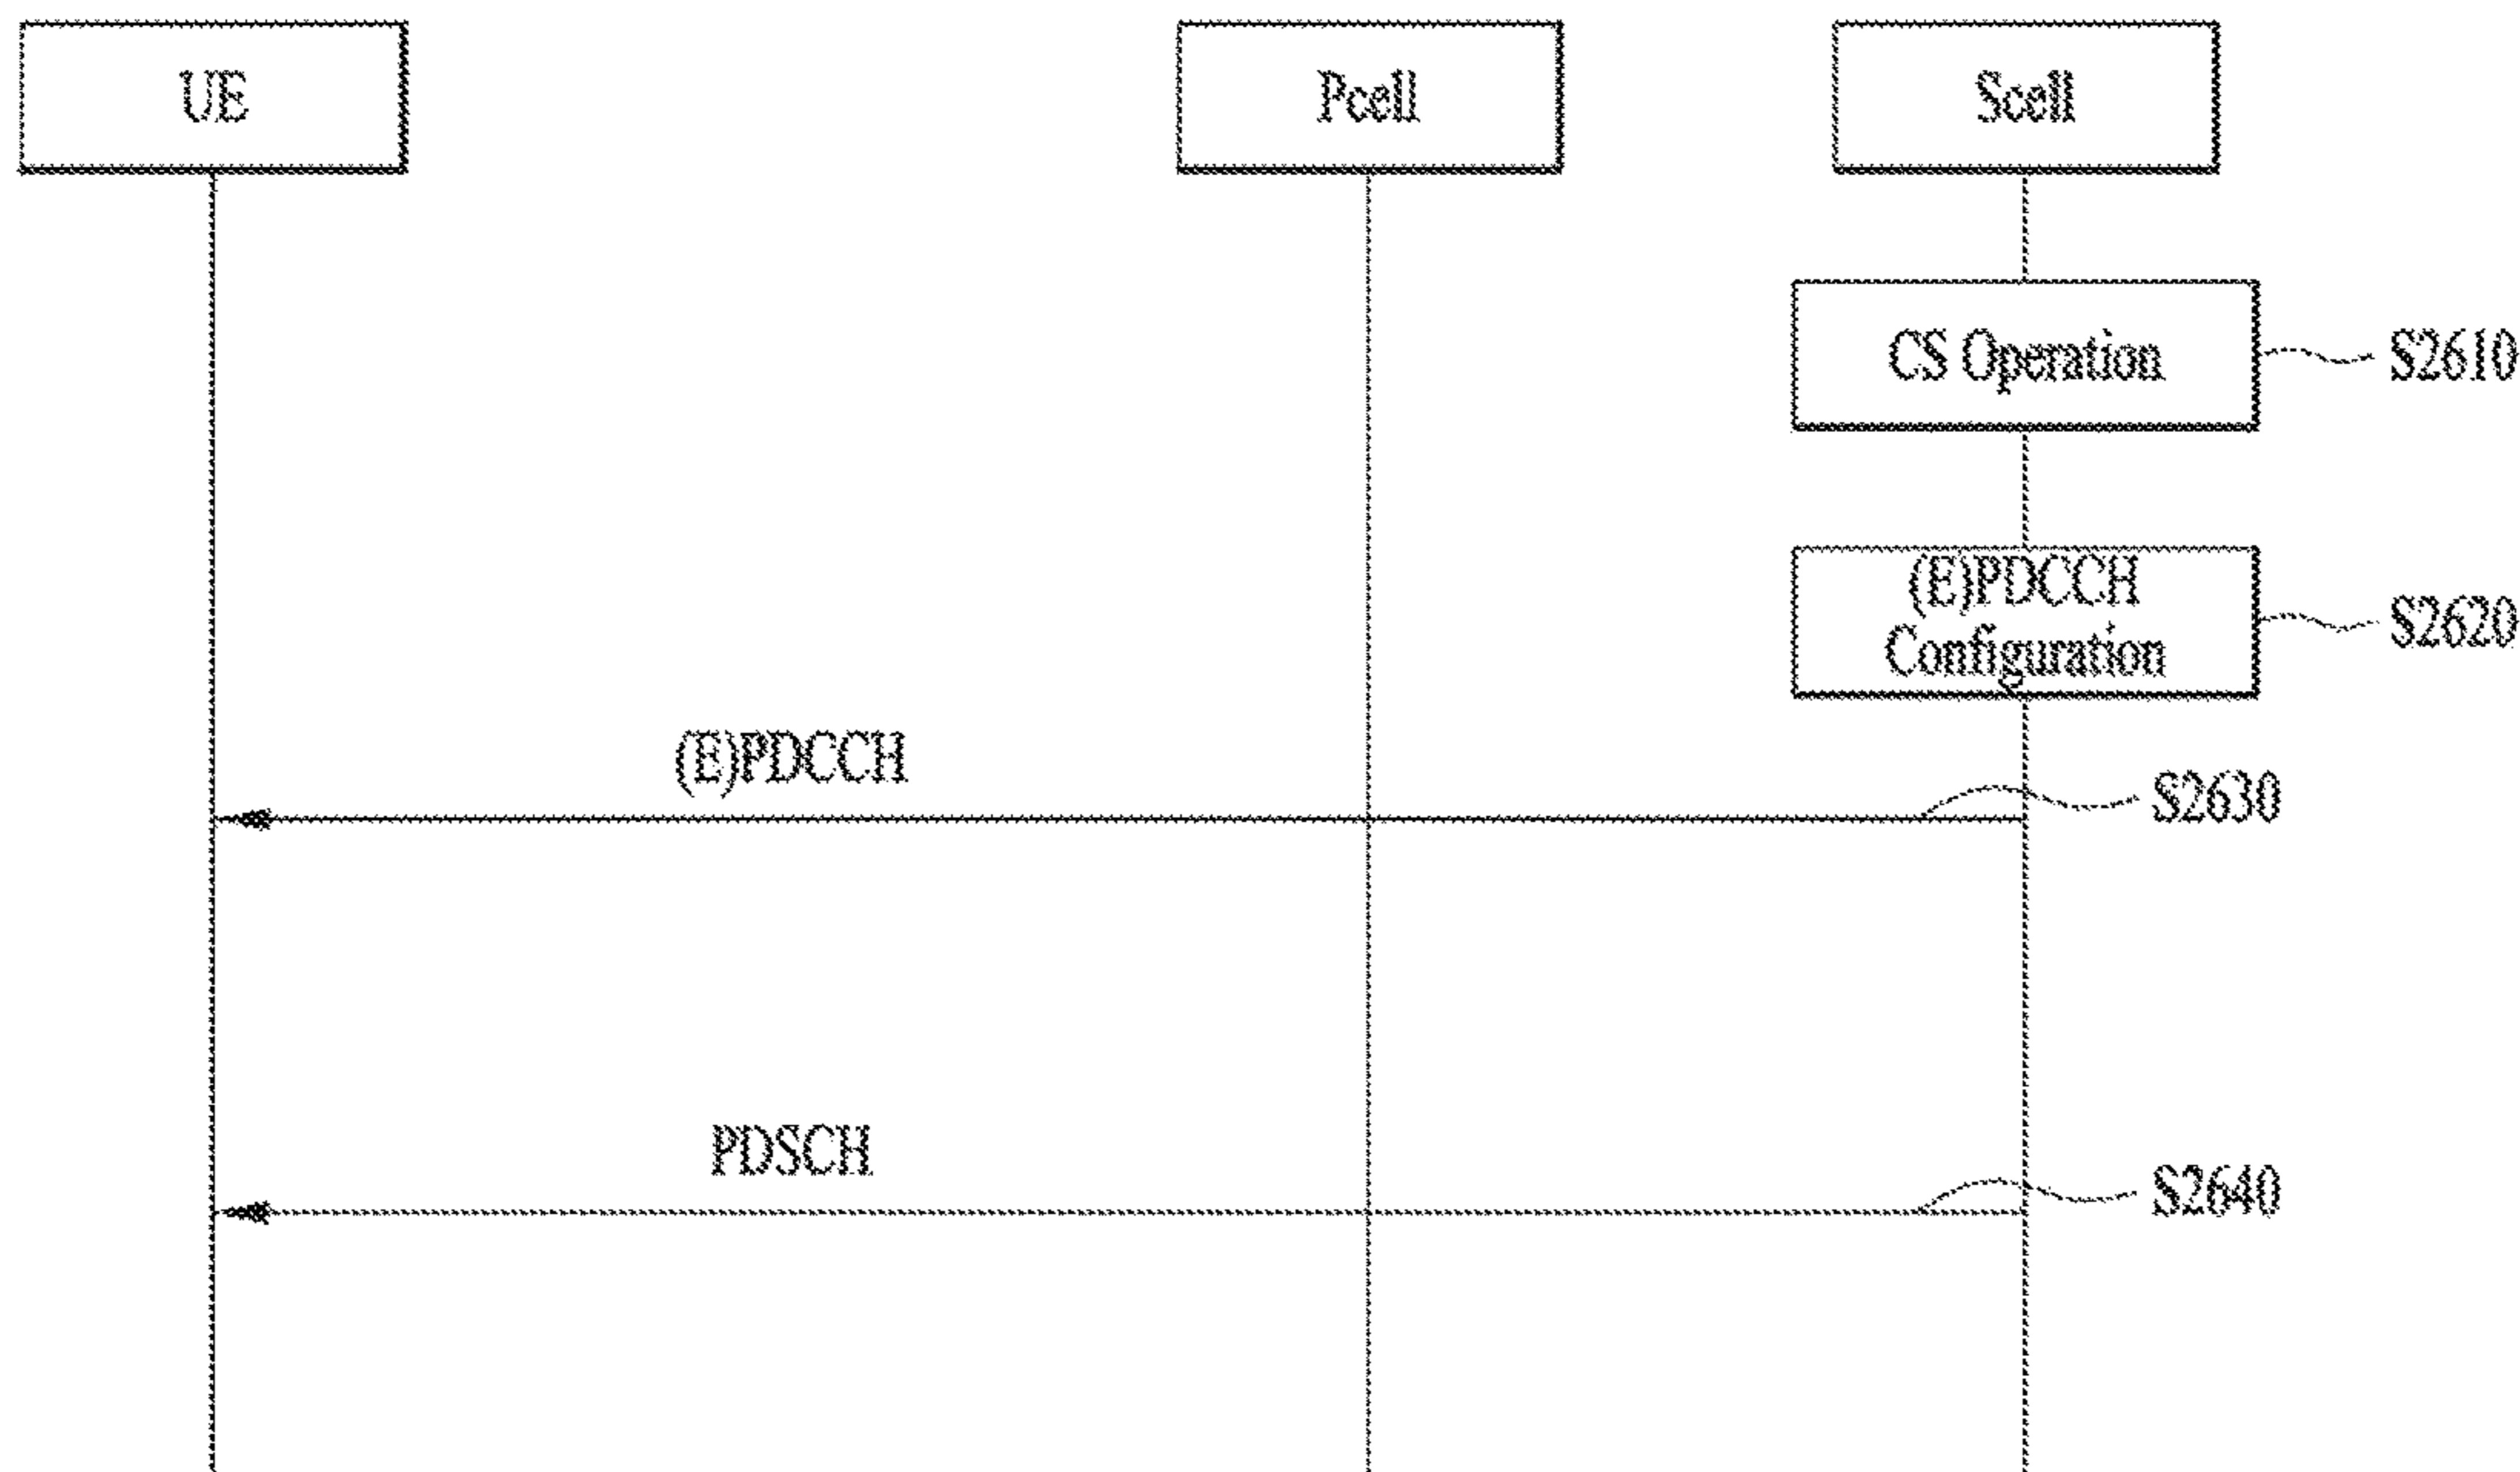 UE
Pcell
Scell
CS Operation
S2610
(E)PDCCH
Configuration
S2620
(E)PDCCH
S2630
PDSCH
S2640